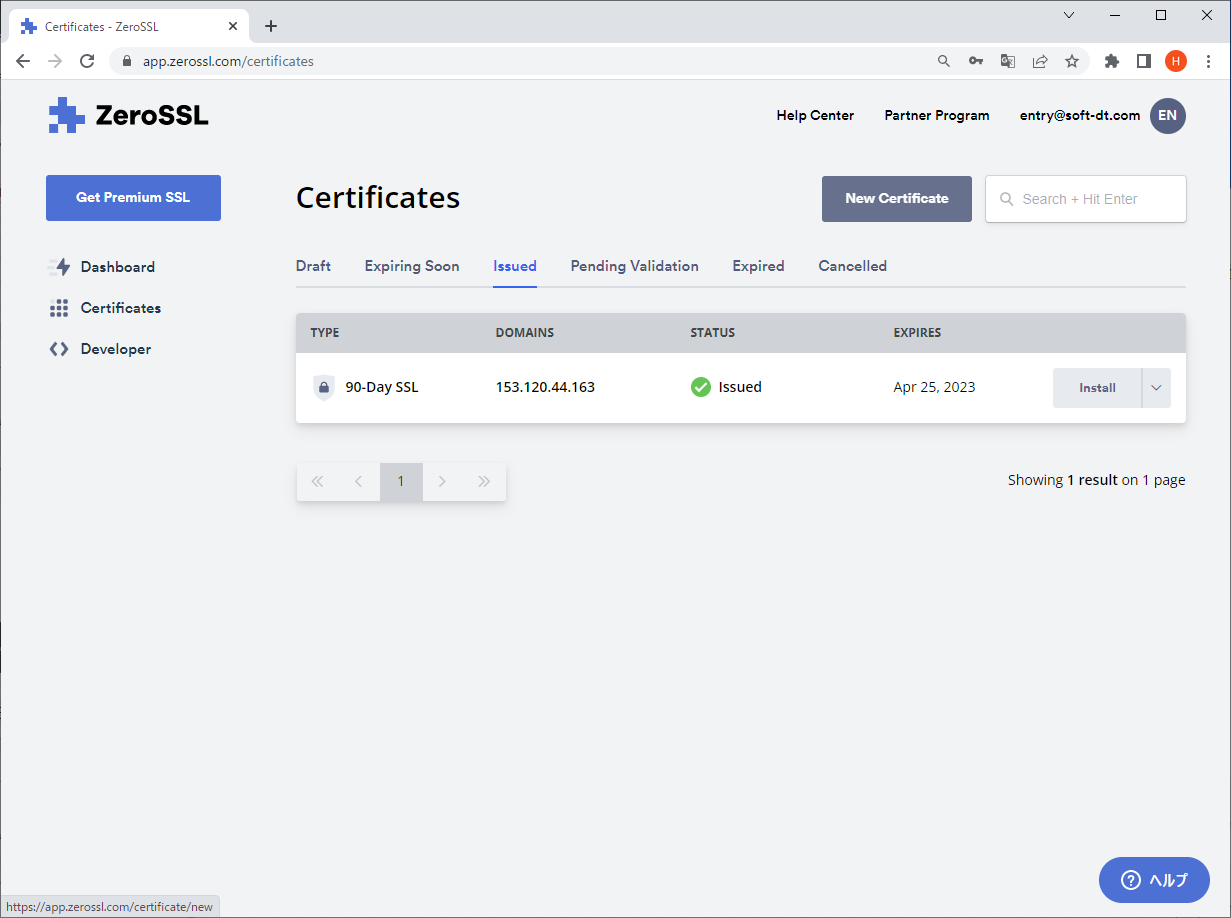 Certificates - ZeroSSL
app.zerossl.com/certificates
H
ZeroSSL
Help Center Partner Program entry@soft-dt.com EN
Get Premium SSL
Certificates
New Certificate
Search + Hit Enter
Dashboard
Certificates
Developer
Draft Expiring Soon Issued Pending Validation Expired Cancelled
TYPE DOMAINS STATUS EXPIRES
90-Day SSL 153.120.44.163 Issued Apr 25, 2023 Install
1
Showing 1 result on 1 page
ヘルプ
https://app.zerossl.com/certificate/new